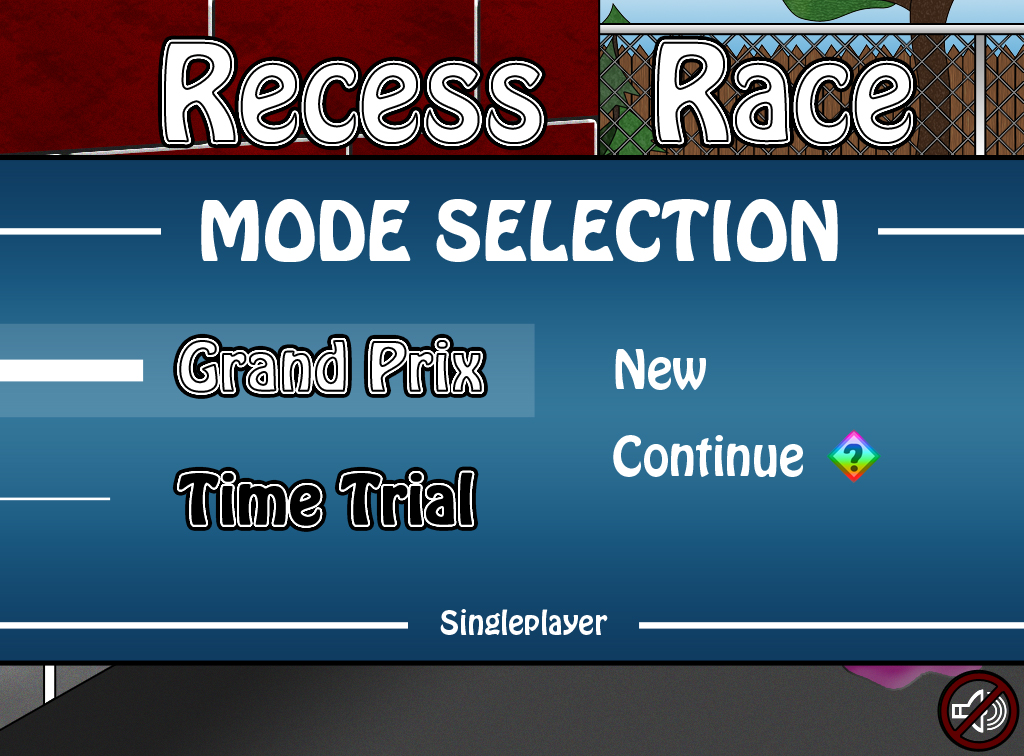 Recess Race
MODE SELECTION
Grand Prix
New
Continue ?
Time Trial
Singleplayer